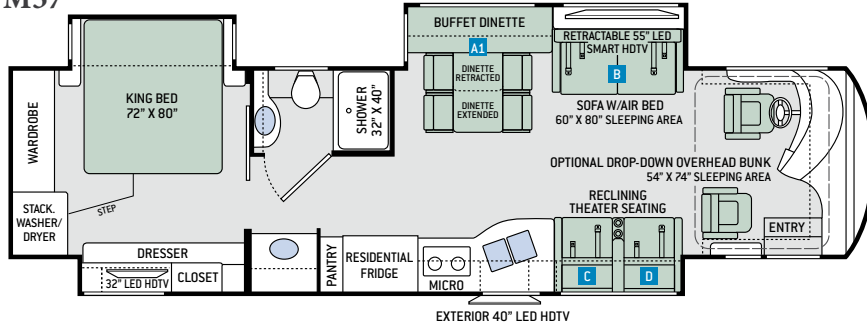 M37
BUFFET DINETTE
A1
DINETTE
RETRACTED
DINETTE
EXTENDED
RETRACTABLE 55" LED
SMART HDTV
B
SOFA W/AIR BED
60" X 80" SLEEPING AREA
KING BED
72" X 80"
WARDROBE
SHOWER
32" X 40"
OPTIONAL DROP-DOWN OVERHEAD BUNK
54" X 74" SLEEPING AREA
RECLINING
THEATER SEATING
STACK.
WASHER/
DRYER
STEP
ENTRY
DRESSER
32" LED HDTV
CLOSET
PANTRY
RESIDENTIAL
FRIDGE
MICRO
C
D
EXTERIOR 40" LED HDTV